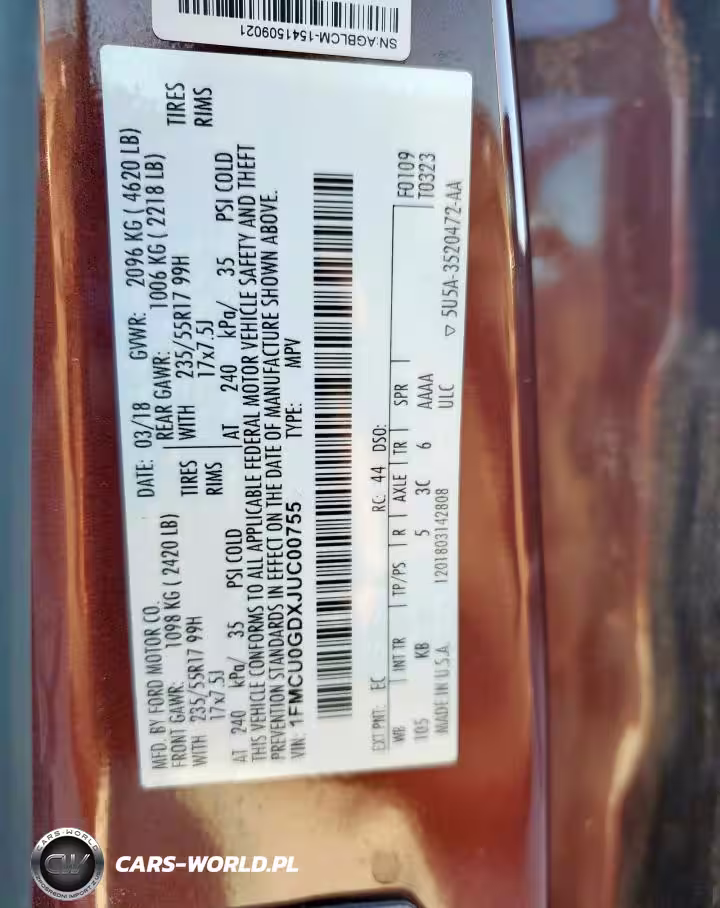 SN:AGBLCM-1541509021
MFD. BY FORD MOTOR CO.
DATE: 03/18 GVWR: 2096 KG ( 4620 LB)
FRONT GAWR: 1098 KG ( 2420 LB) REAR GAWR: 1006 KG ( 2218 LB)
WITH 235/55R17 99H TIRES WITH 235/55R17 99H TIRES
17x7.5J RIMS 17x7.5J RIMS
AT 240 kPa/ 35 PSI COLD AT 240 kPa/ 35 PSI COLD
THIS VEHICLE CONFORMS TO ALL APPLICABLE FEDERAL MOTOR VEHICLE SAFETY AND THEFT
PREVENTION STANDARDS IN EFFECT ON THE DATE OF MANUFACTURE SHOWN ABOVE.
VIN: 1FMCU0GDXJUC00755 TYPE: MPV
EXT PNT: EC RC: 44 DSO: F0109
WB INT TR TP/PS R AXLE TR SPR T0323
105 KB 5 3C 6 AAAA
MADE IN U.S.A. 1201803142808 ULC ▽ 5U5A-3520472-AA
CARS-WORLD
CW
CARS-WORLD.PL